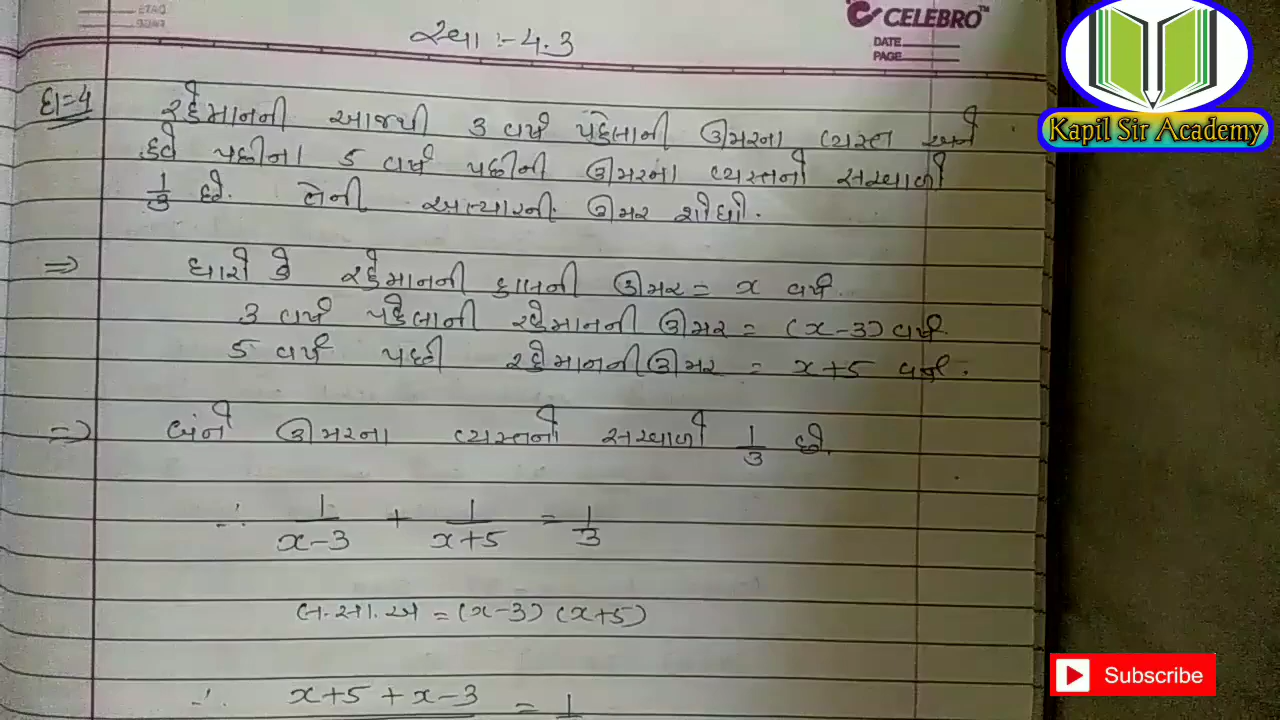 CELEBRO™
DATE
PAGE
સ્વા :- 4.3
Kapil Sir Academy
દા=4 રહેમાનની આજથી 3 વર્ષ પહેલાની ઊંમરના વ્યસ્ત અને
હવે પછીના 5 વર્ષ પછીની ઊંમરના વ્યસ્તનો સરવાળો
1/3 છે. તેની અત્યારની ઊંમર શોધો.
⇒ ધારો કે રહેમાનની હાલની ઊંમર = x વર્ષ.
3 વર્ષ પહેલાની રહેમાનની ઊંમર = (x-3) વર્ષ.
5 વર્ષ પછી રહેમાનની ઊંમર = x+5 વર્ષ.
⇒ બંને ઊંમરના વ્યસ્તનો સરવાળો 1/3 છે.
∴ 1/(x-3) + 1/(x+5) = 1/3
લ.સા.અ = (x-3) (x+5)
Subscribe
∴ x+5 + x-3 = 1